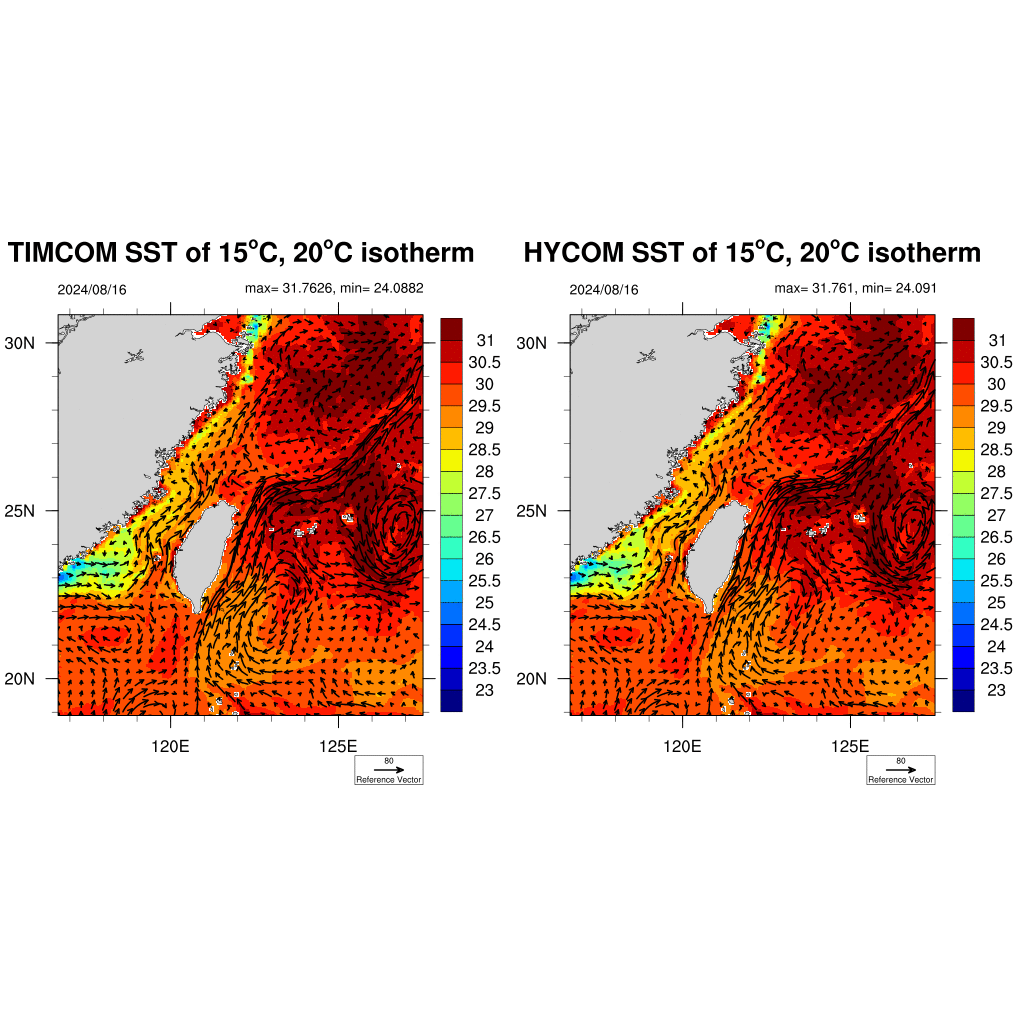 TIMCOM SST of 15°C, 20°C isotherm
2024/08/16
max= 31.7626, min= 24.0882
30N
25N
20N
120E
125E
31
30.5
30
29.5
29
28.5
28
27.5
27
26.5
26
25.5
25
24.5
24
23.5
23
80
Reference Vector
HYCOM SST of 15°C, 20°C isotherm
2024/08/16
max= 31.761, min= 24.091
30N
25N
20N
120E
125E
31
30.5
30
29.5
29
28.5
28
27.5
27
26.5
26
25.5
25
24.5
24
23.5
23
80
Reference Vector